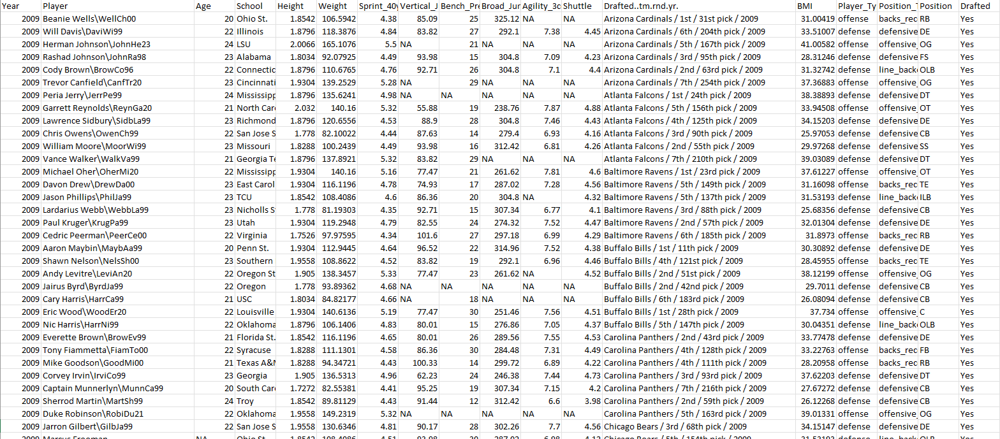 Year Player Age School Height Weight Sprint_40y Vertical_J Bench_Pre Broad_Jur Agility_3c Shuttle Drafted..tm.rnd.yr. BMI Player_Ty Position_T Position Drafted
2009 Beanie Wells\WellCh00 20 Ohio St. 1.8542 106.5942 4.38 85.09 25 325.12 NA NA Arizona Cardinals / 1st / 31st pick / 2009 31.00419 offense backs_rec RB Yes
2009 Will Davis\DaviWi99 22 Illinois 1.8796 118.3876 4.84 83.82 27 292.1 7.38 4.45 Arizona Cardinals / 6th / 204th pick / 2009 33.51007 defense defensive DE Yes
2009 Herman Johnson\JohnHe23 24 LSU 2.0066 165.1076 5.5 NA 21 NA NA NA Arizona Cardinals / 5th / 167th pick / 2009 41.00582 offense offensive_ OG Yes
2009 Rashad Johnson\JohnRa98 23 Alabama 1.8034 92.07925 4.49 93.98 15 304.8 7.09 4.23 Arizona Cardinals / 3rd / 95th pick / 2009 28.31246 defense defensive FS Yes
2009 Cody Brown\BrowCo96 22 Connectic 1.8796 110.6765 4.76 92.71 26 304.8 7.1 4.4 Arizona Cardinals / 2nd / 63rd pick / 2009 31.32742 defense line_back OLB Yes
2009 Trevor Canfield\CanfTr20 23 Cincinnati 1.9304 139.2529 5.28 NA 29 NA NA NA Arizona Cardinals / 7th / 254th pick / 2009 37.36883 offense offensive_ OG Yes
2009 Peria Jerry\JerrPe99 24 Mississipp 1.8796 135.6241 4.98 NA NA NA NA NA Atlanta Falcons / 1st / 24th pick / 2009 38.38893 defense defensive DT Yes
2009 Garrett Reynolds\ReynGa20 21 North Car 2.032 140.16 5.32 55.88 19 238.76 7.87 4.88 Atlanta Falcons / 5th / 156th pick / 2009 33.94508 offense offensive_ OT Yes
2009 Lawrence Sidbury\SidbLa99 23 Richmond 1.8796 120.6556 4.53 88.9 28 304.8 7.46 4.43 Atlanta Falcons / 4th / 125th pick / 2009 34.15203 defense defensive DE Yes
2009 Chris Owens\OwenCh99 22 San Jose S 1.778 82.10022 4.44 87.63 14 279.4 6.93 4.16 Atlanta Falcons / 3rd / 90th pick / 2009 25.97053 defense defensive CB Yes
2009 William Moore\MoorWi99 23 Missouri 1.8288 100.2439 4.49 93.98 16 312.42 6.81 4.26 Atlanta Falcons / 2nd / 55th pick / 2009 29.97268 defense defensive SS Yes
2009 Vance Walker\WalkVa99 21 Georgia Te 1.8796 137.8921 5.32 83.82 29 NA NA NA Atlanta Falcons / 7th / 210th pick / 2009 39.03089 defense defensive DT Yes
2009 Michael Oher\OherMi20 22 Mississipp 1.9304 140.16 5.16 77.47 21 261.62 7.81 4.6 Baltimore Ravens / 1st / 23rd pick / 2009 37.61227 offense offensive_ OT Yes
2009 Davon Drew\DrewDa00 23 East Carol 1.9304 116.1196 4.78 74.93 17 287.02 7.28 4.56 Baltimore Ravens / 5th / 149th pick / 2009 31.16098 offense backs_rec TE Yes
2009 Jason Phillips\PhilJa99 23 TCU 1.8542 108.4086 4.6 86.36 20 304.8 NA 4.32 Baltimore Ravens / 5th / 137th pick / 2009 31.53193 defense line_back ILB Yes
2009 Lardarius Webb\WebbLa99 23 Nicholls S 1.778 81.19303 4.35 92.71 15 307.34 6.77 4.1 Baltimore Ravens / 3rd / 88th pick / 2009 25.68356 defense defensive CB Yes
2009 Paul Kruger\KrugPa99 23 Utah 1.9304 119.2948 4.79 82.55 24 274.32 7.52 4.47 Baltimore Ravens / 2nd / 57th pick / 2009 32.01304 defense defensive DE Yes
2009 Cedric Peerman\PeerCe00 22 Virginia 1.7526 97.97595 4.34 101.6 27 297.18 6.99 4.29 Baltimore Ravens / 6th / 185th pick / 2009 31.8973 offense backs_rec RB Yes
2009 Aaron Maybin\MaybAa99 20 Penn St. 1.9304 112.9445 4.64 96.52 22 314.96 7.52 4.38 Buffalo Bills / 1st / 11th pick / 2009 30.30892 defense defensive DE Yes
2009 Shawn Nelson\NelsSh00 23 Southern 1.9558 108.8622 4.52 83.82 19 292.1 6.96 4.46 Buffalo Bills / 4th / 121st pick / 2009 28.45955 offense backs_rec TE Yes
2009 Andy Levitre\LeviAn20 22 Oregon St 1.905 138.3457 5.33 77.47 23 261.62 NA 4.52 Buffalo Bills / 2nd / 51st pick / 2009 38.12199 offense offensive_ OG Yes
2009 Jairus Byrd\ByrdJa99 22 Oregon 1.778 93.89362 4.68 NA NA NA NA NA Buffalo Bills / 2nd / 42nd pick / 2009 29.7011 defense defensive CB Yes
2009 Cary Harris\HarrCa99 21 USC 1.8034 84.82177 4.66 NA 18 NA NA NA Buffalo Bills / 6th / 183rd pick / 2009 26.08094 defense defensive CB Yes
2009 Eric Wood\WoodEr20 22 Louisville 1.9304 140.6136 5.19 77.47 30 251.46 7.56 4.51 Buffalo Bills / 1st / 28th pick / 2009 37.734 offense offensive_ C Yes
2009 Nic Harris\HarrNi99 22 Oklahoma 1.8796 106.1406 4.83 80.01 15 276.86 7.05 4.37 Buffalo Bills / 5th / 147th pick / 2009 30.04351 defense line_back OLB Yes
2009 Everette Brown\BrowEv99 21 Florida St. 1.8542 116.1196 4.65 80.01 26 289.56 7.55 4.53 Carolina Panthers / 2nd / 43rd pick / 2009 33.77478 defense defensive DE Yes
2009 Tony Fiammetta\FiamTo00 22 Syracuse 1.8288 111.1301 4.58 86.36 30 284.48 7.31 4.49 Carolina Panthers / 4th / 128th pick / 2009 33.22763 offense backs_rec FB Yes
2009 Mike Goodson\GoodMi00 21 Texas A&M 1.8288 94.34721 4.43 100.33 14 299.72 6.89 4.22 Carolina Panthers / 4th / 111th pick / 2009 28.20958 offense backs_rec RB Yes
2009 Corvey Irvin\IrviCo99 23 Georgia 1.905 136.5313 4.96 62.23 24 246.38 7.44 4.73 Carolina Panthers / 3rd / 93rd pick / 2009 37.62203 defense defensive DT Yes
2009 Captain Munnerlyn\MunnCa99 20 South Car 1.7272 82.55381 4.41 95.25 19 307.34 7.15 4.2 Carolina Panthers / 7th / 216th pick / 2009 27.67272 defense defensive CB Yes
2009 Sherrod Martin\MartSh99 24 Troy 1.8542 89.81129 4.43 91.44 12 312.42 6.6 3.98 Carolina Panthers / 2nd / 59th pick / 2009 26.12268 defense defensive CB Yes
2009 Duke Robinson\RobiDu21 22 Oklahoma 1.9558 149.2319 5.32 NA NA NA NA NA Carolina Panthers / 5th / 163rd pick / 2009 39.01331 offense offensive_ OG Yes
2009 Jarron Gilbert\GilbJa99 22 San Jose S 1.9558 130.6346 4.81 90.17 28 302.26 7.7 4.56 Chicago Bears / 3rd / 68th pick / 2009 34.15147 defense defensive DE Yes